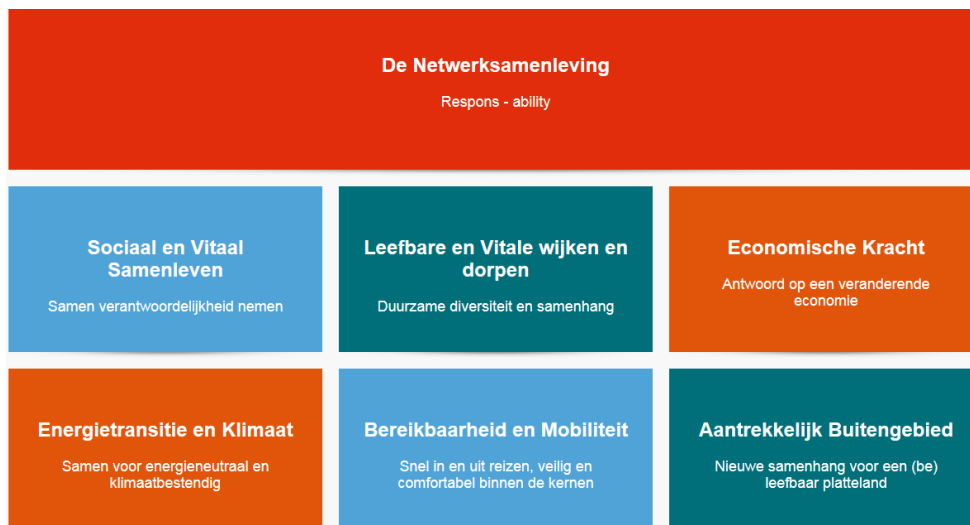 De Netwerksamenleving
Respons - ability
Sociaal en Vitaal
Samenleven
Samen verantwoordelijkheid nemen
Leefbare en Vitale wijken en
dorpen
Duurzame diversiteit en samenhang
Economische Kracht
Antwoord op een veranderende
economie
Energietransitie en Klimaat
Samen voor energieneutraal en
klimaatbestendig
Bereikbaarheid en Mobiliteit
Snel in en uit reizen, veilig en
comfortabel binnen de kernen
Aantrekkelijk Buitengebied
Nieuwe samenhang voor een (be)
leefbaar platteland